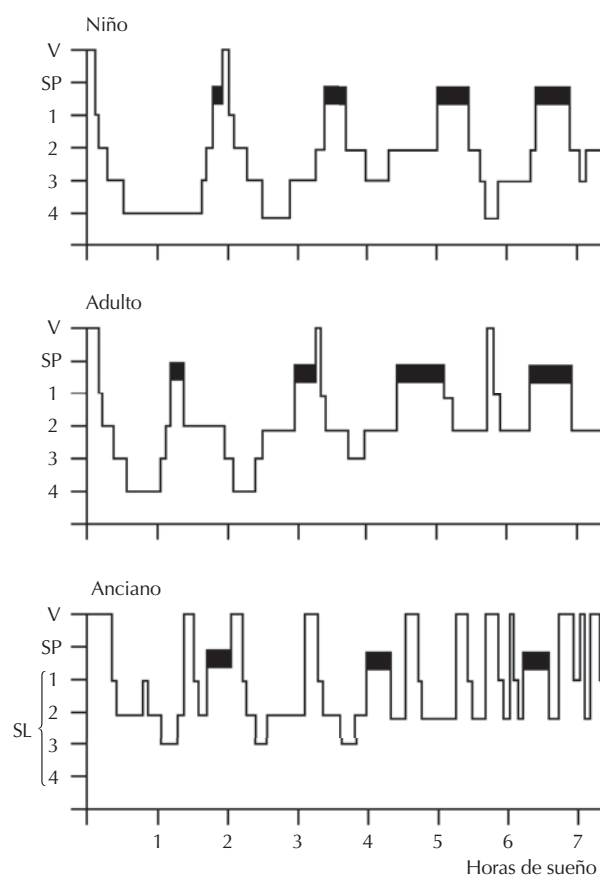 Niño
V
SP
1
2
3
4
Adulto
V
SP
1
2
3
4
Anciano
V
SP
1
2
SL
3
4
1 2 3 4 5 6 7
Horas de sueño